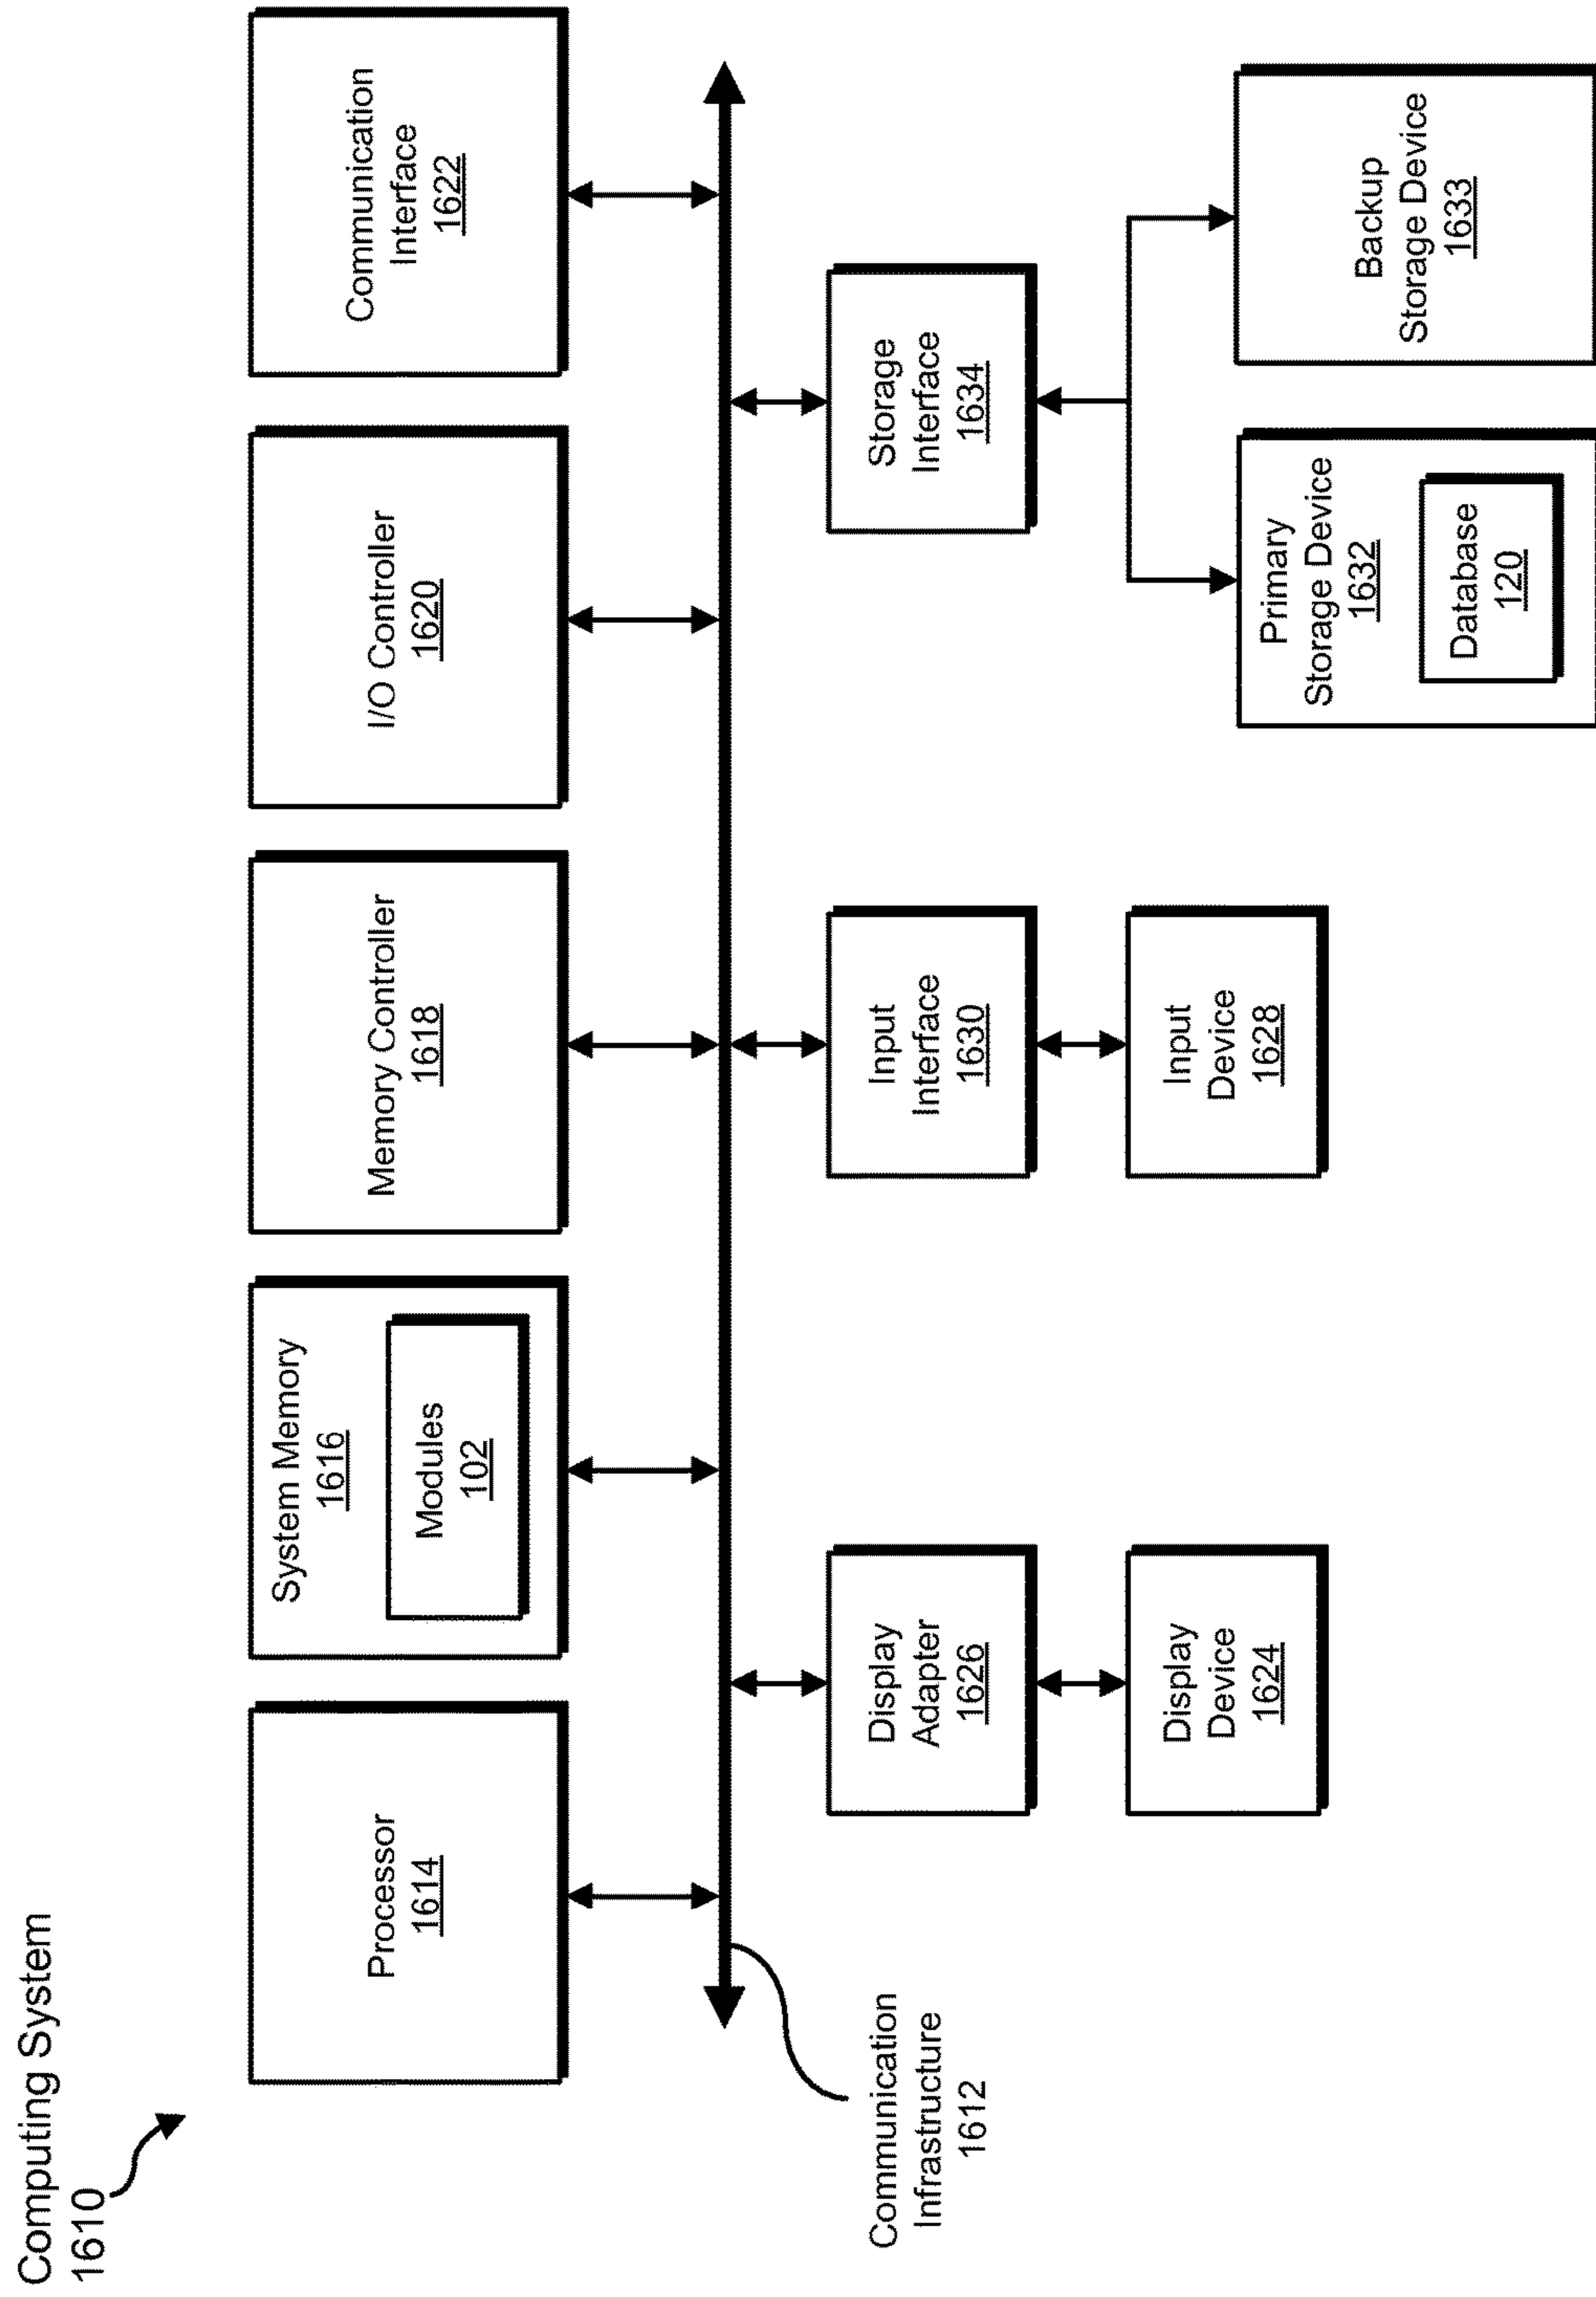 Computing System
1610
Processor
1614
System Memory
1616
Modules
102
Memory Controller
1618
I/O Controller
1620
Communication
Interface
1622
Communication
Infrastructure
1612
Display
Adapter
1626
Input
Interface
1630
Storage
Interface
1634
Display
Device
1624
Input
Device
1628
Primary
Storage Device
1632
Database
120
Backup
Storage Device
1633